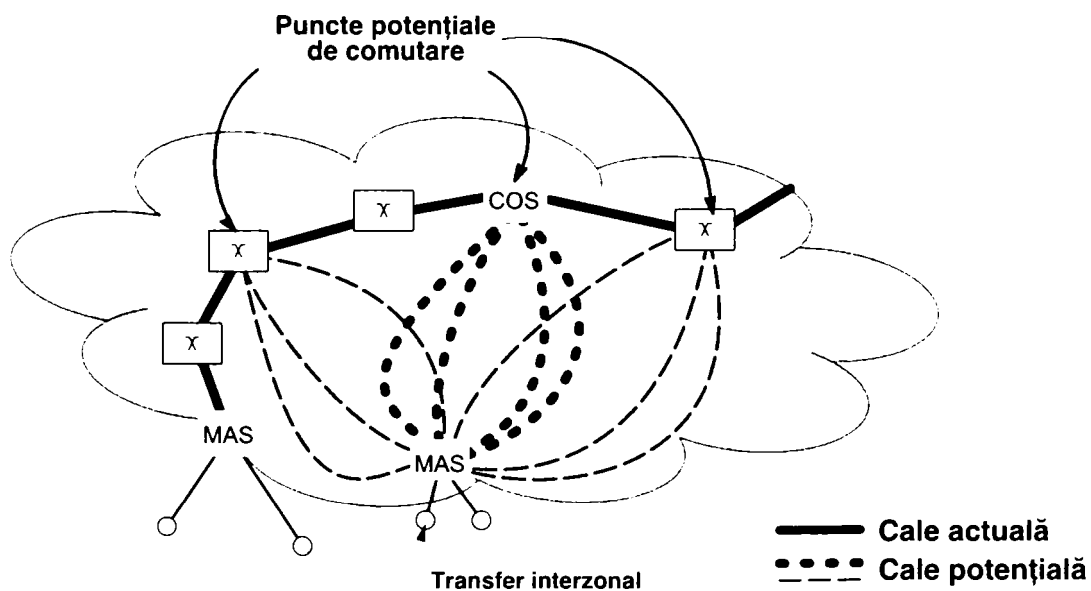 Puncte potențiale
de comutare
χ
COS
χ
χ
χ
MAS
MAS
Cale actuală
Cale potențială
Transfer interzonal